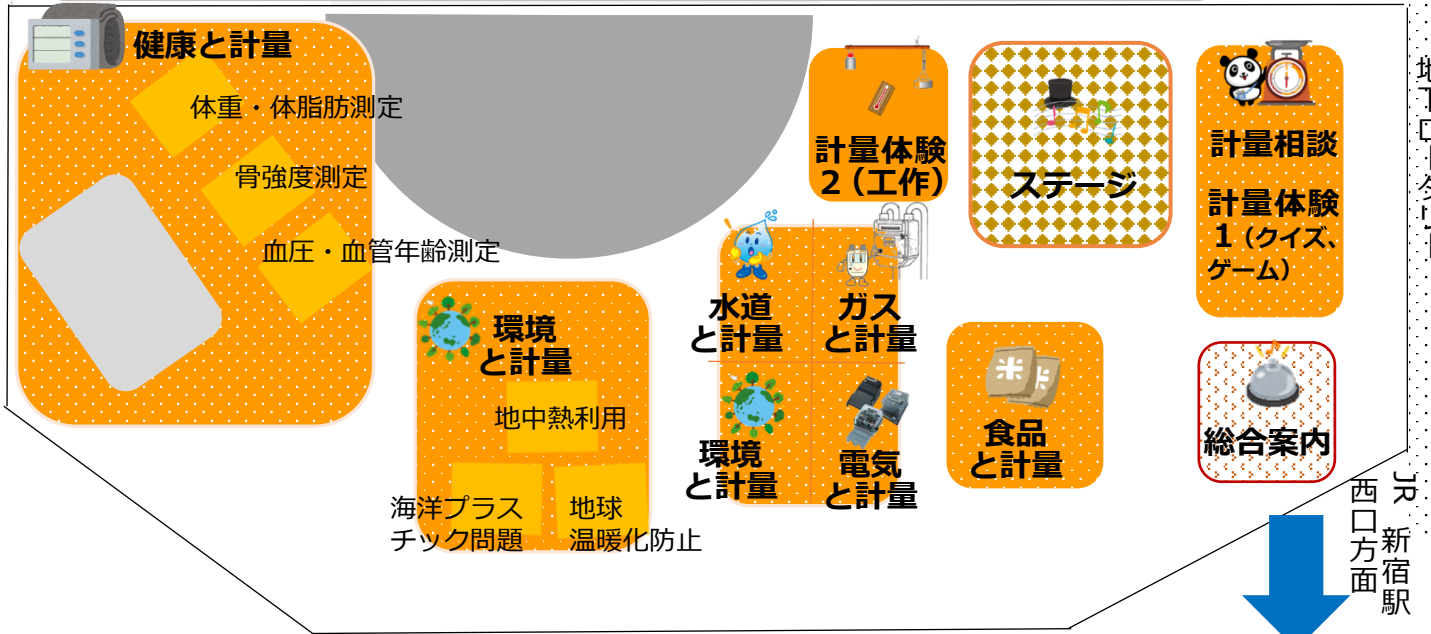 健康と計量
体重・体脂肪測定
骨強度測定
血圧・血管年齢測定
環境
と計量
地中熱利用
海洋プラス
チック問題
地球
温暖化防止
水道
と計量
ガス
と計量
環境
と計量
電気
と計量
計量体験
2（工作）
ステージ
食品
と計量
米
米
計量相談
計量体験
1（クイズ、
ゲーム）
総合案内
JR 新宿駅
西口方面